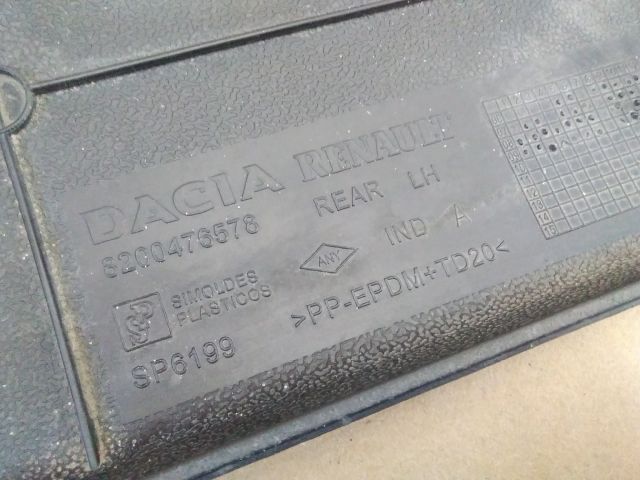 DACIA RENAULT
8200476578 REAR LH
ANY IND A
SIMOLDES
PLASTICOS
SP6199 >PP-EPDM+TD20<